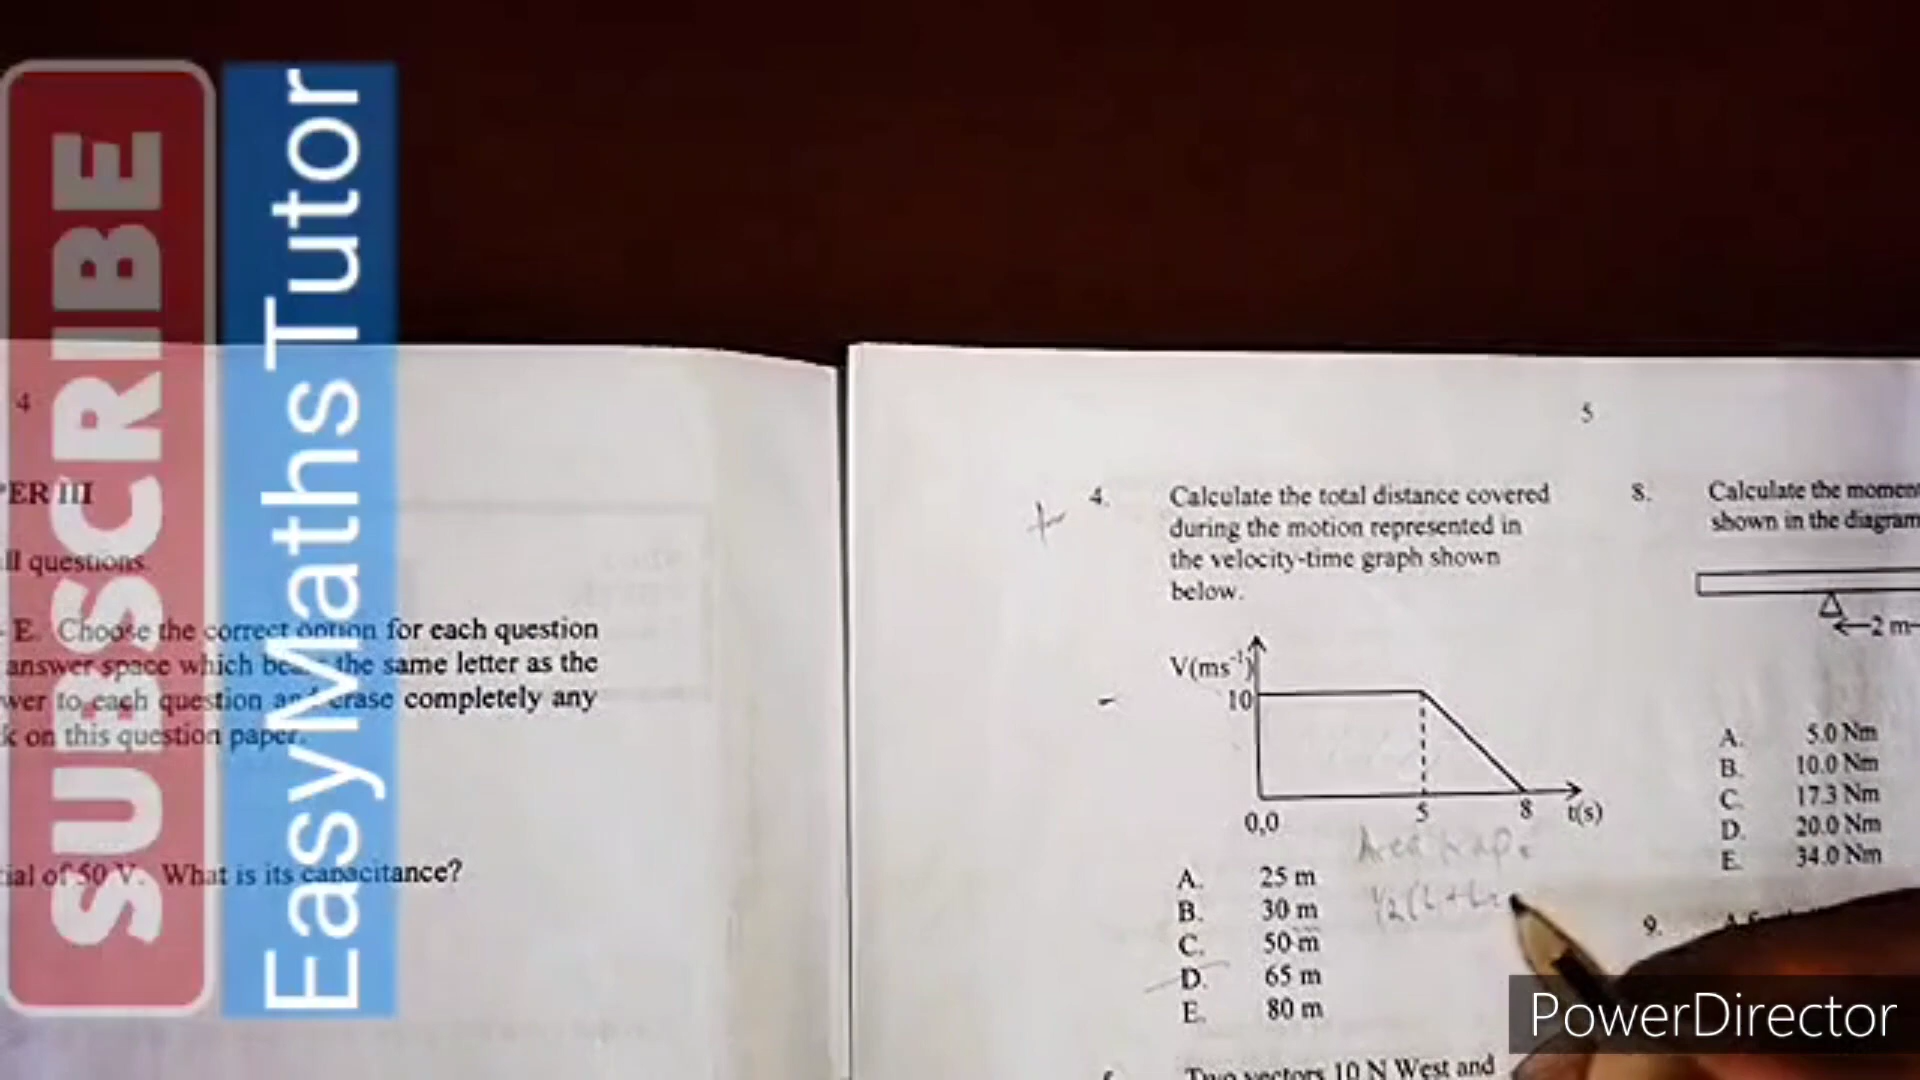 SUBSCRIBE
EasyMathsTutor
4
ER III
ll questions.
E. Choose the correct option for each question
answer space which the same letter as the
wer to each question and erase completely any
k on this question paper.
ial of 50 V. What is its capacitance?
5
4. Calculate the total distance covered
during the motion represented in
the velocity-time graph shown
below.
V(ms⁻¹)
10
0,0
5
8
t(s)
Area trap:
1/2(L+L2
A. 25 m
B. 30 m
C. 50 m
D. 65 m
E. 80 m
Two vectors 10 N West and
8. Calculate the moment
shown in the diagram
2 m
A. 5.0 Nm
B. 10.0 Nm
C. 17.3 Nm
D. 20.0 Nm
E. 34.0 Nm
9.
PowerDirector